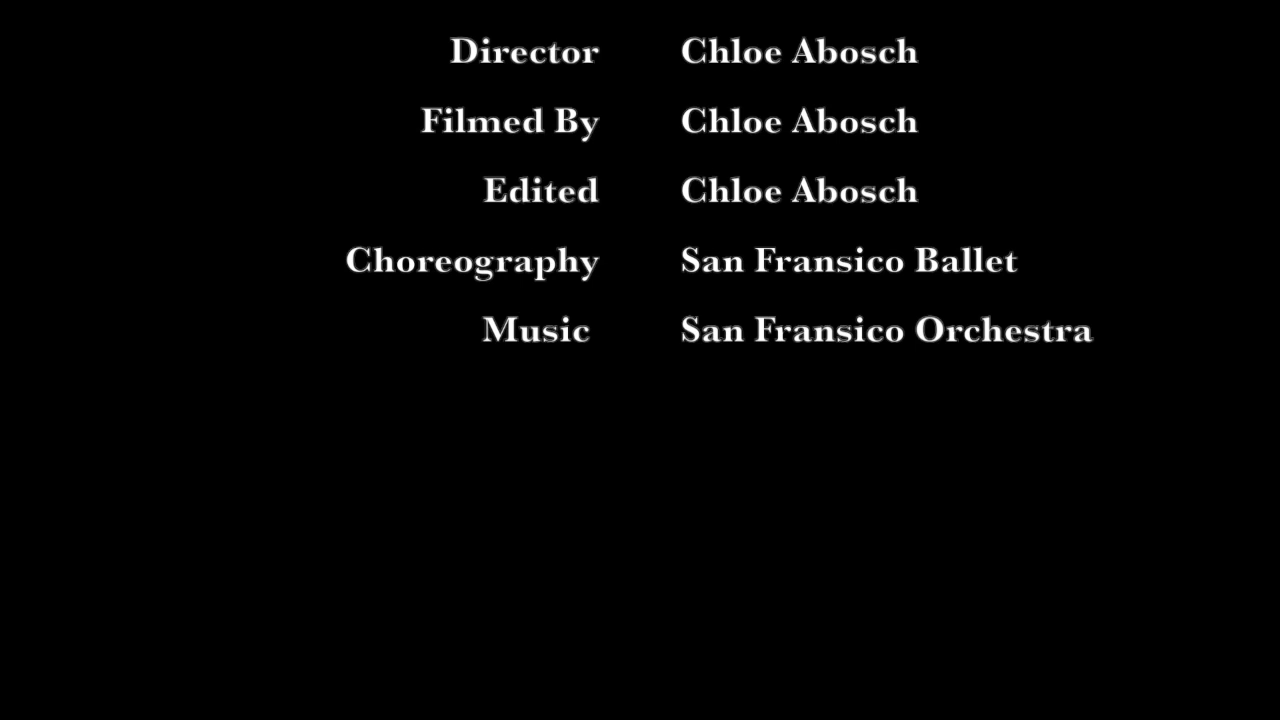 Director Chloe Abosch
Filmed By Chloe Abosch
Edited Chloe Abosch
Choreography San Fransico Ballet
Music San Fransico Orchestra